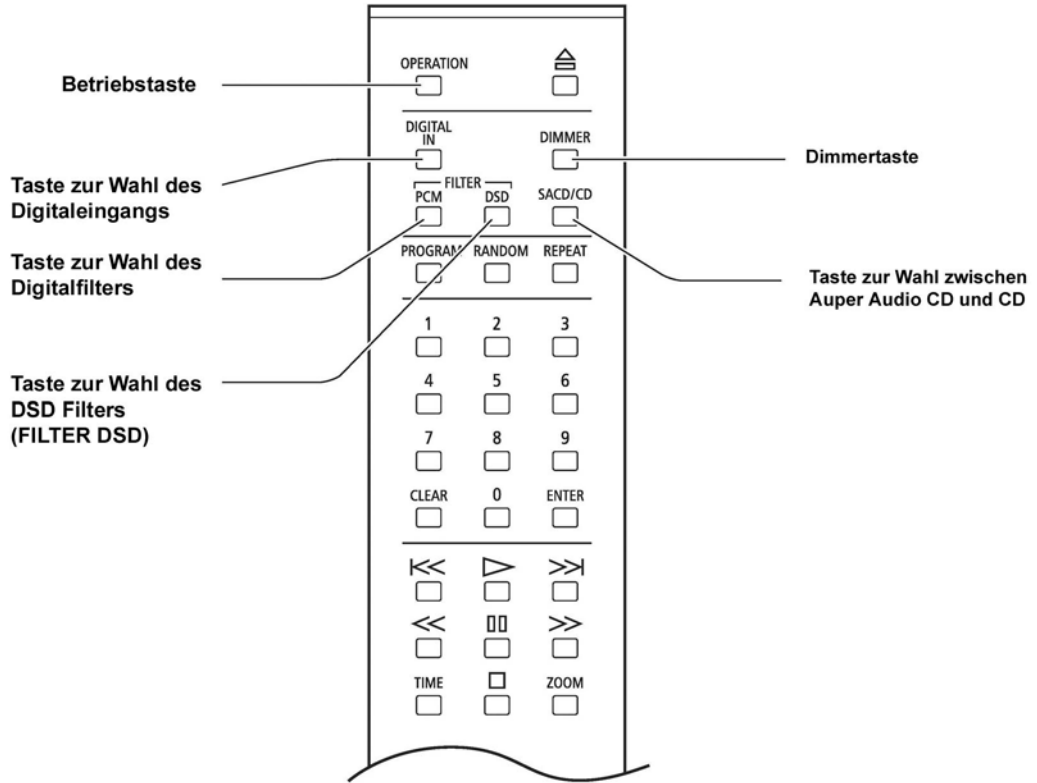 OPERATION
Betriebstaste
DIGITAL
IN
DIMMER
Dimmertaste
Taste zur Wahl des
Digitaleingangs
FILTER
PCM
DSD
SACD/CD
Taste zur Wahl des
Digitalfilters
PROGRAM
RANDOM
REPEAT
Taste zur Wahl zwischen
Auper Audio CD und CD
1
2
3
Taste zur Wahl des
DSD Filters
(FILTER DSD)
4
5
6
7
8
9
CLEAR
0
ENTER
TIME
ZOOM